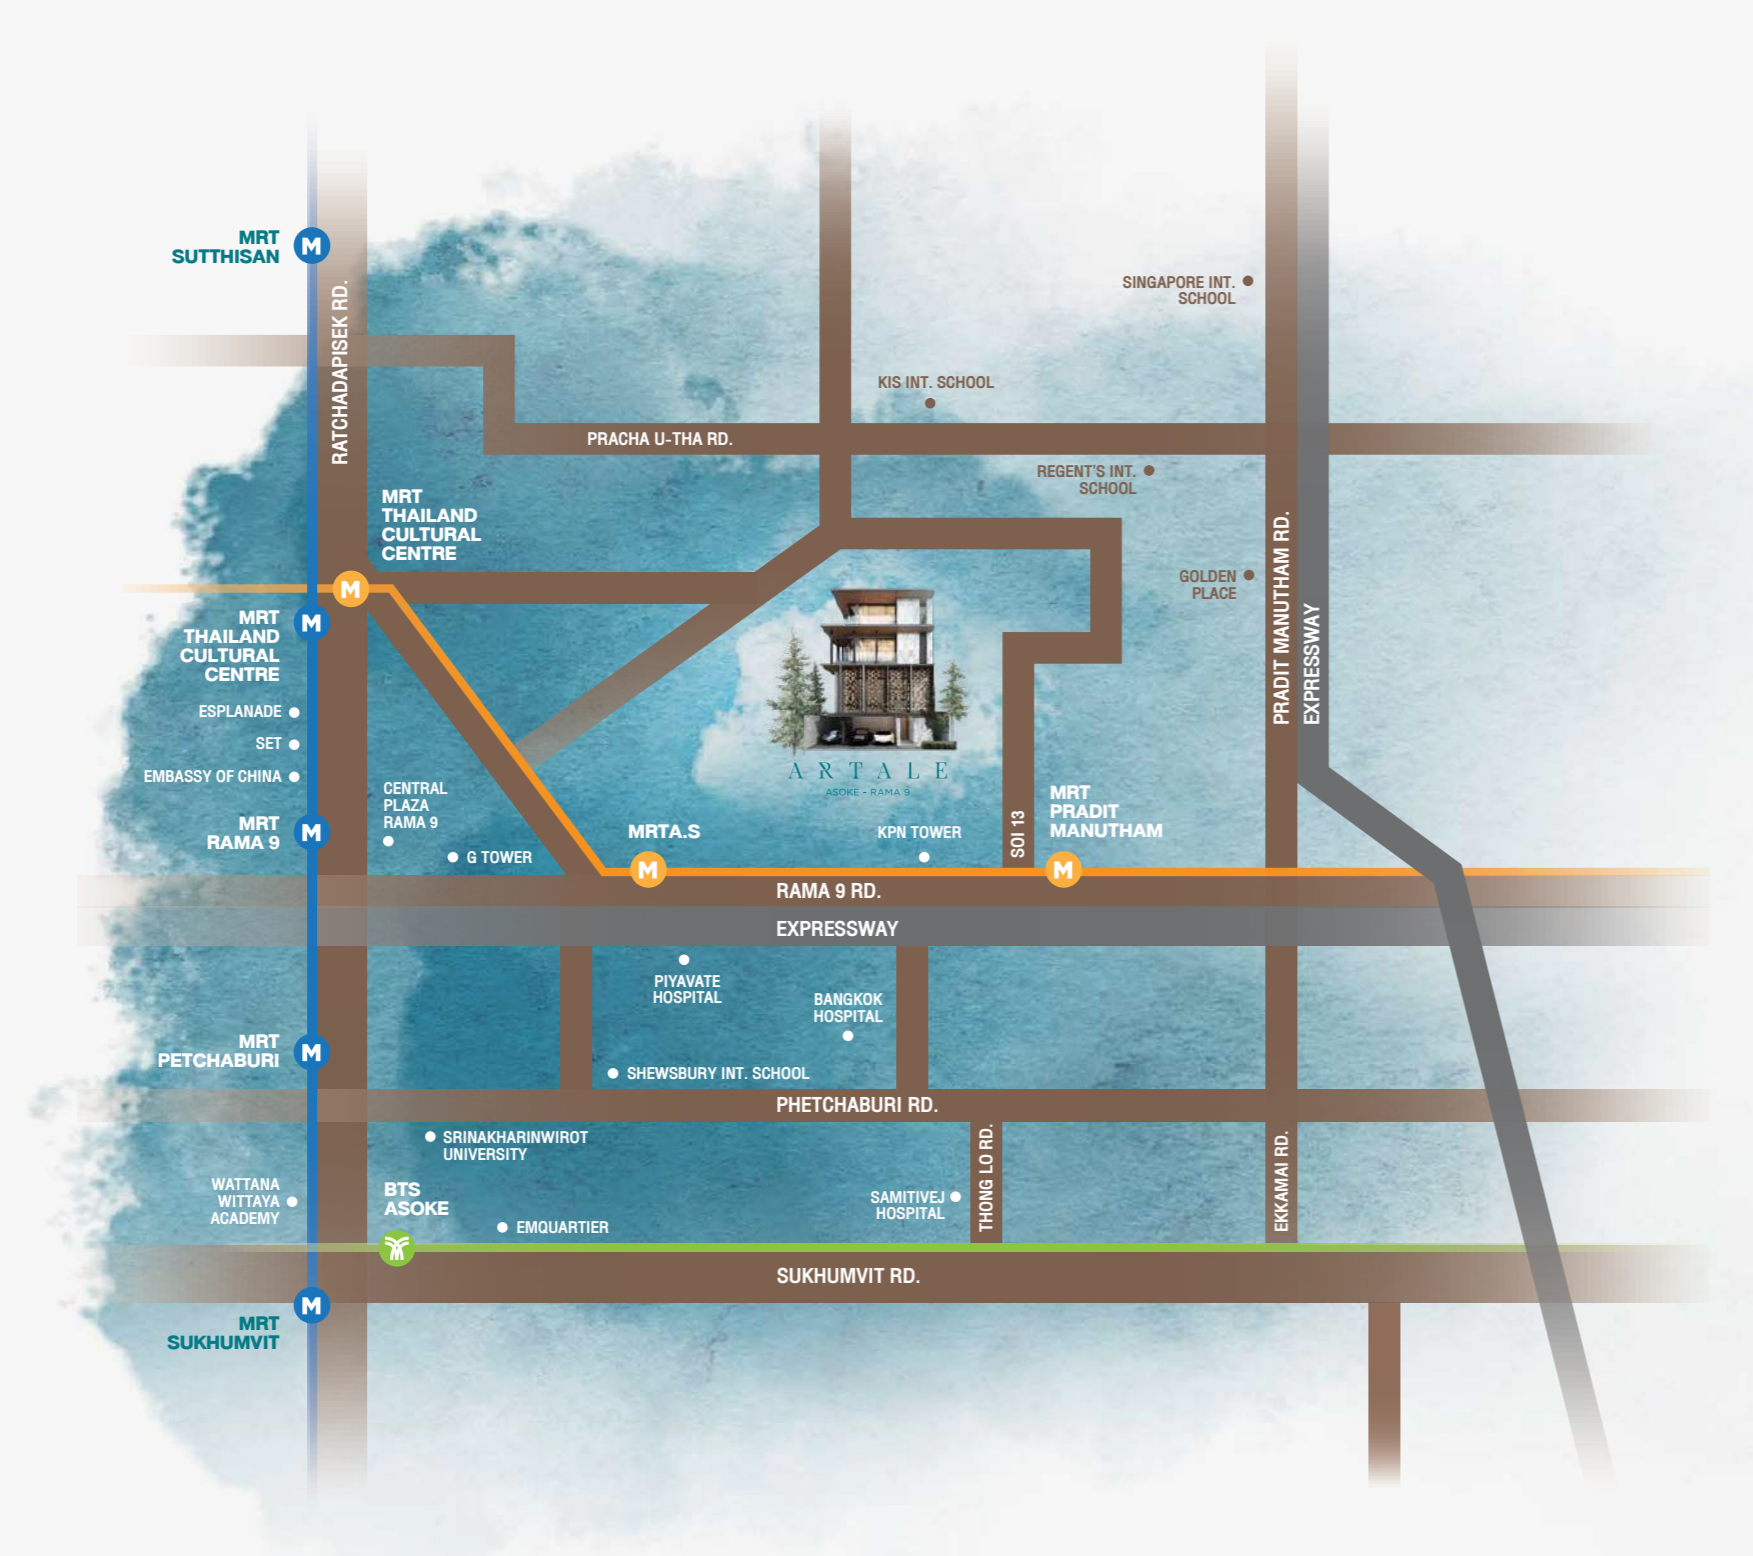 MRT
SUTTHISAN
RATCHADAPISEK RD.
SINGAPORE INT.
SCHOOL
KIS INT. SCHOOL
PRACHA U-THA RD.
REGENT'S INT.
SCHOOL
MRT
THAILAND
CULTURAL
CENTRE
GOLDEN
PLACE
PRADIT MANUTHAM RD.
EXPRESSWAY
MRT
THAILAND
CULTURAL
CENTRE
ESPLANADE
SET
EMBASSY OF CHINA
ARTALE
ASOKE - RAMA 9
CENTRAL
PLAZA
RAMA 9
MRT
RAMA 9
G TOWER
MRTA.S
KPN TOWER
SOI 13
MRT
PRADIT
MANUTHAM
RAMA 9 RD.
EXPRESSWAY
PIYAVATE
HOSPITAL
BANGKOK
HOSPITAL
MRT
PETCHABURI
SHEWSBURY INT. SCHOOL
PHETCHABURI RD.
SRINAKHARINWIROT
UNIVERSITY
THONG LO RD.
EKKAMAI RD.
WATTANA
WITTAYA
ACADEMY
BTS
ASOKE
SAMITIVEJ
HOSPITAL
EMQUARTIER
SUKHUMVIT RD.
MRT
SUKHUMVIT